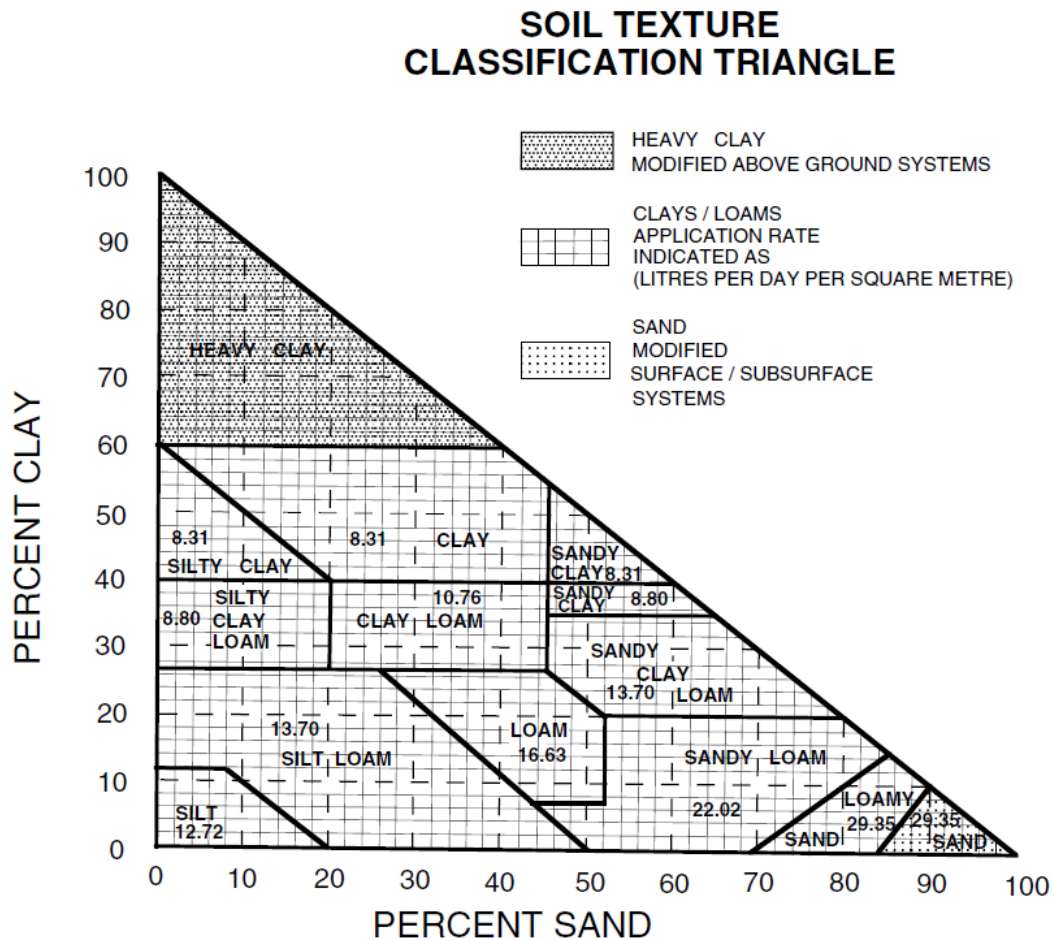 SOIL TEXTURE
CLASSIFICATION TRIANGLE
HEAVY CLAY
MODIFIED ABOVE GROUND SYSTEMS
CLAYS / LOAMS
APPLICATION RATE
INDICATED AS
(LITRES PER DAY PER SQUARE METRE)
SAND
MODIFIED
SURFACE / SUBSURFACE
SYSTEMS
PERCENT CLAY
100
90
80
70
60
50
40
30
20
10
0
HEAVY CLAY
8.31
SILTY CLAY
8.31 CLAY
SANDY
CLAY 8.31
SILTY
8.80 CLAY
LOAM
10.76
CLAY LOAM
SANDY
CLAY 8.80
SANDY
CLAY
13.70 LOAM
13.70
SILT LOAM
LOAM
16.63
SANDY LOAM
22.02
SILT
12.72
LOAMY
29.35
SAND
29.35
SAND
0 10 20 30 40 50 60 70 80 90 100
PERCENT SAND